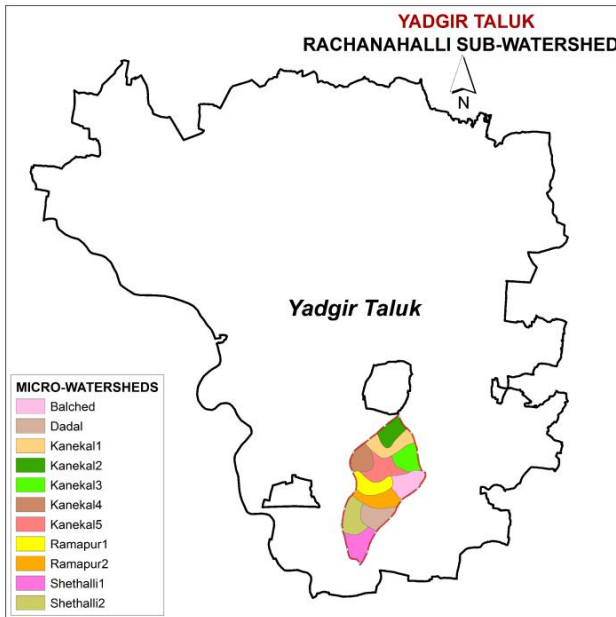 YADGIR TALUK
RACHANAHALLI SUB-WATERSHED
N
Yadgir Taluk
MICRO-WATERSHEDS
Balched
Dadal
Kanekal1
Kanekal2
Kanekal3
Kanekal4
Kanekal5
Ramapur1
Ramapur2
Shethalli1
Shethalli2